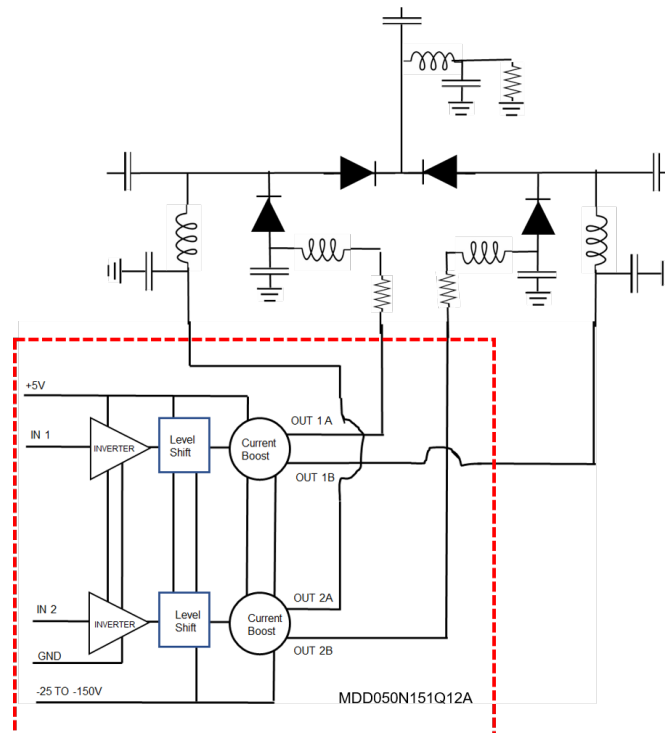 +5V
IN 1
INVERTER
Level
Shift
Current
Boost
OUT 1 A
OUT 1B
IN 2
INVERTER
Level
Shift
Current
Boost
OUT 2A
OUT 2B
GND
-25 TO -150V
MDD050N151Q12A